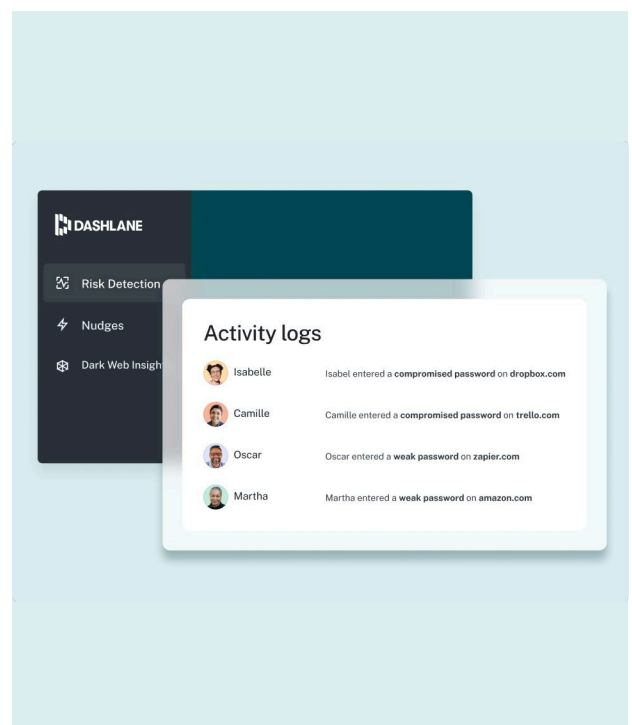 DASHLANE
Risk Detection
Nudges
Dark Web Insigh
Activity logs
Isabelle
Isabel entered a compromised password on dropbox.com
Camille
Camille entered a compromised password on trello.com
Oscar
Oscar entered a weak password on zapier.com
Martha
Martha entered a weak password on amazon.com